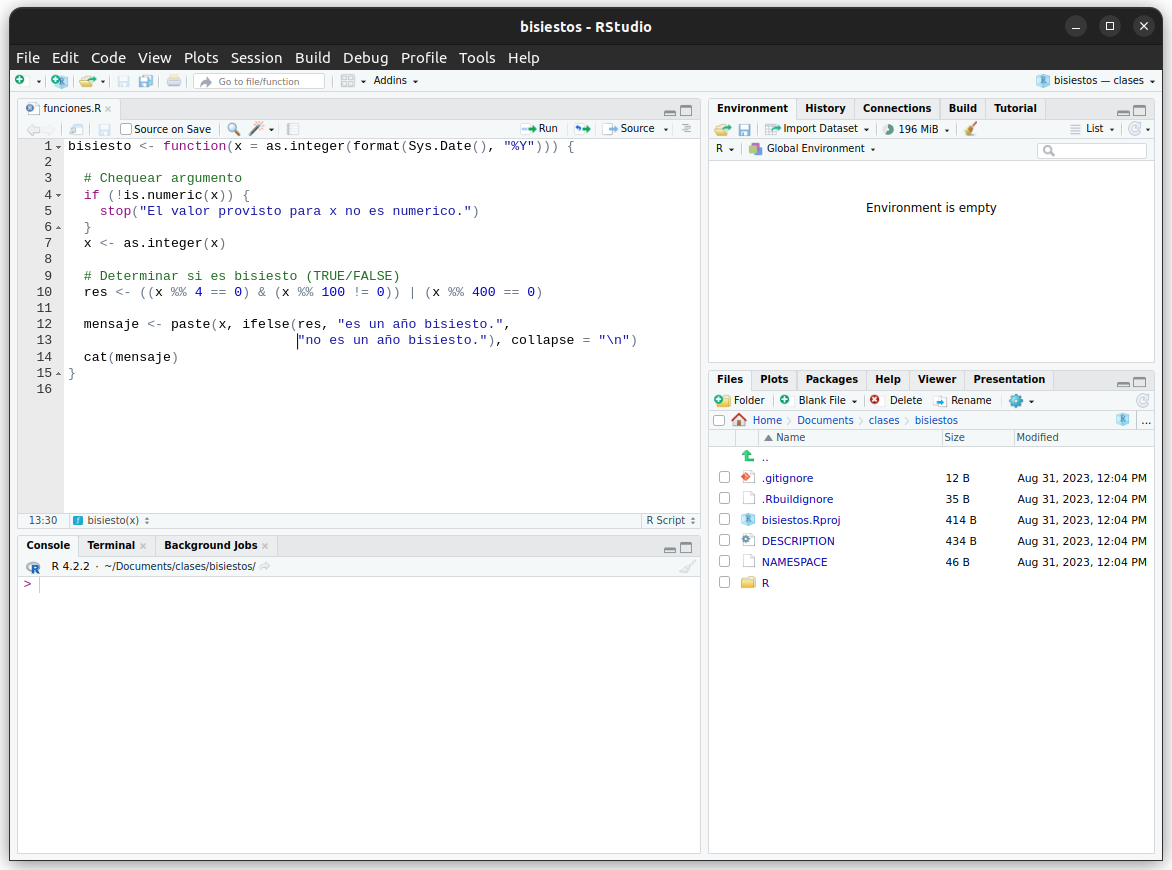 bisiestos - RStudio
File Edit Code View Plots Session Build Debug Profile Tools Help
Go to file/function Addins bisiestos — clases
funciones.R
Source on Save Run Source
1 bisiesto <- function(x = as.integer(format(Sys.Date(), "%Y"))) {
2
3 # Chequear argumento
4 if (!is.numeric(x)) {
5 stop("El valor provisto para x no es numerico.")
6 }
7 x <- as.integer(x)
8
9 # Determinar si es bisiesto (TRUE/FALSE)
10 res <- ((x %% 4 == 0) & (x %% 100 != 0)) | (x %% 400 == 0)
11
12 mensaje <- paste(x, ifelse(res, "es un año bisiesto.",
13 "no es un año bisiesto."), collapse = "\n")
14 cat(mensaje)
15 }
16
13:30 f bisiesto(x) R Script
Console Terminal Background Jobs
R R 4.2.2 · ~/Documents/clases/bisiestos/
>
Environment History Connections Build Tutorial
Import Dataset 196 MiB List
R Global Environment
Environment is empty
Files Plots Packages Help Viewer Presentation
Folder Blank File Delete Rename
Home Documents clases bisiestos ...
Name Size Modified
..
.gitignore 12 B Aug 31, 2023, 12:04 PM
.Rbuildignore 35 B Aug 31, 2023, 12:04 PM
bisiestos.Rproj 414 B Aug 31, 2023, 12:04 PM
DESCRIPTION 434 B Aug 31, 2023, 12:04 PM
NAMESPACE 46 B Aug 31, 2023, 12:04 PM
R